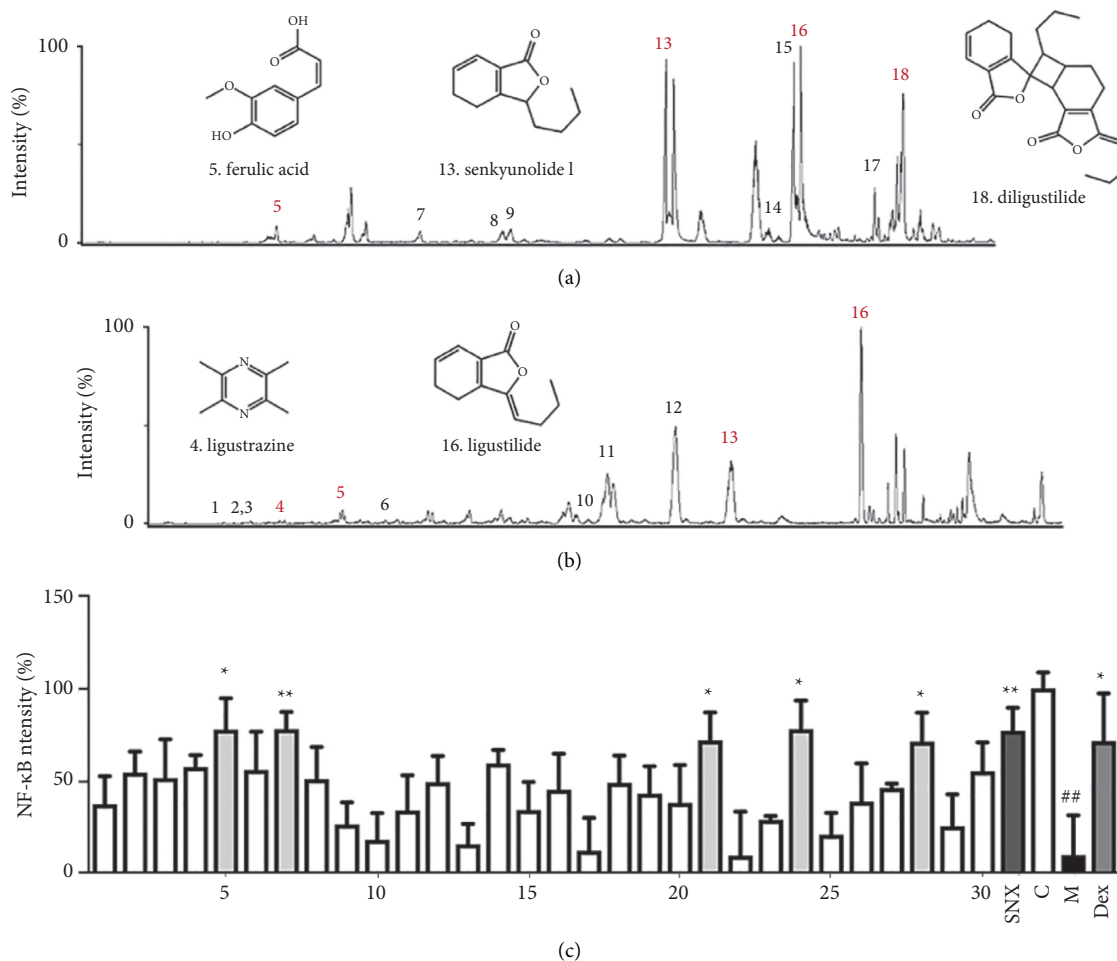 Intensity (%)
100
0
OH
O
O
HO
5. ferulic acid
O
O
13. senkyunolide l
O
O
O
O
O
18. diligustilide
5
7
8
9
13
14
15
16
17
18
(a)
Intensity (%)
100
0
N
N
4. ligustrazine
O
O
16. ligustilide
1
2,3
4
5
6
10
11
12
13
16
(b)
NF-κB ntensity (%)
150
100
50
0
*
**
*
*
*
**
##
*
5
10
15
20
25
30
SNX
C
M
Dex
(c)